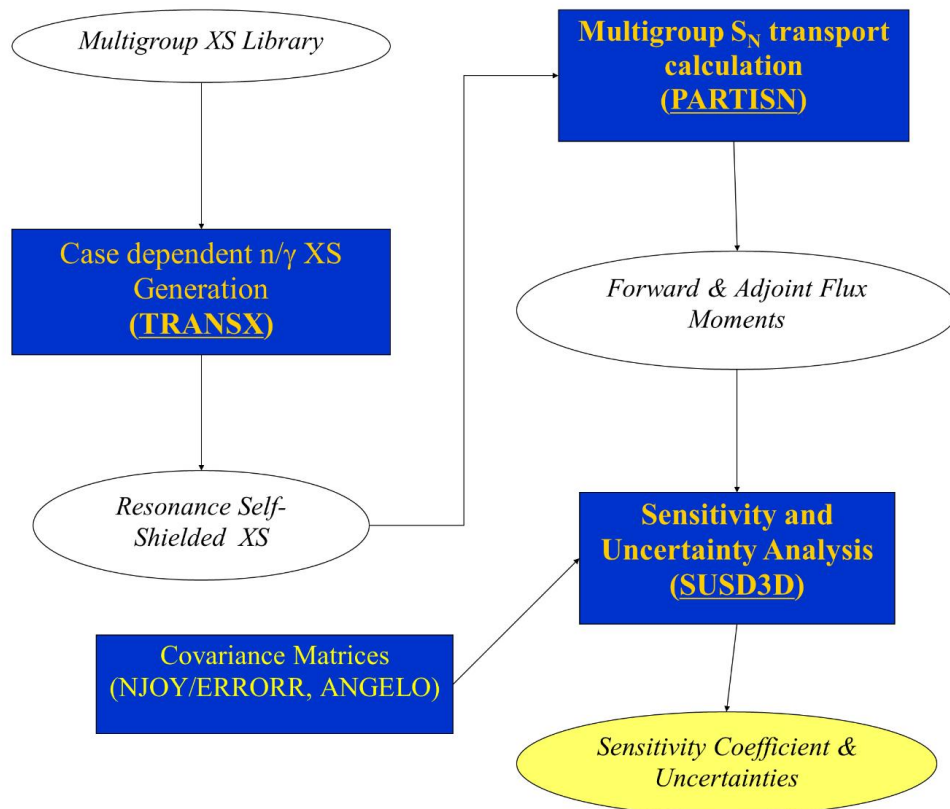 Multigroup XS Library
Case dependent n/γ XS
Generation
(TRANSX)
Resonance Self-
Shielded XS
Covariance Matrices
(NJOY/ERRORR, ANGELO)
Multigroup S_N transport
calculation
(PARTISN)
Forward & Adjoint Flux
Moments
Sensitivity and
Uncertainty Analysis
(SUSD3D)
Sensitivity Coefficient &
Uncertainties